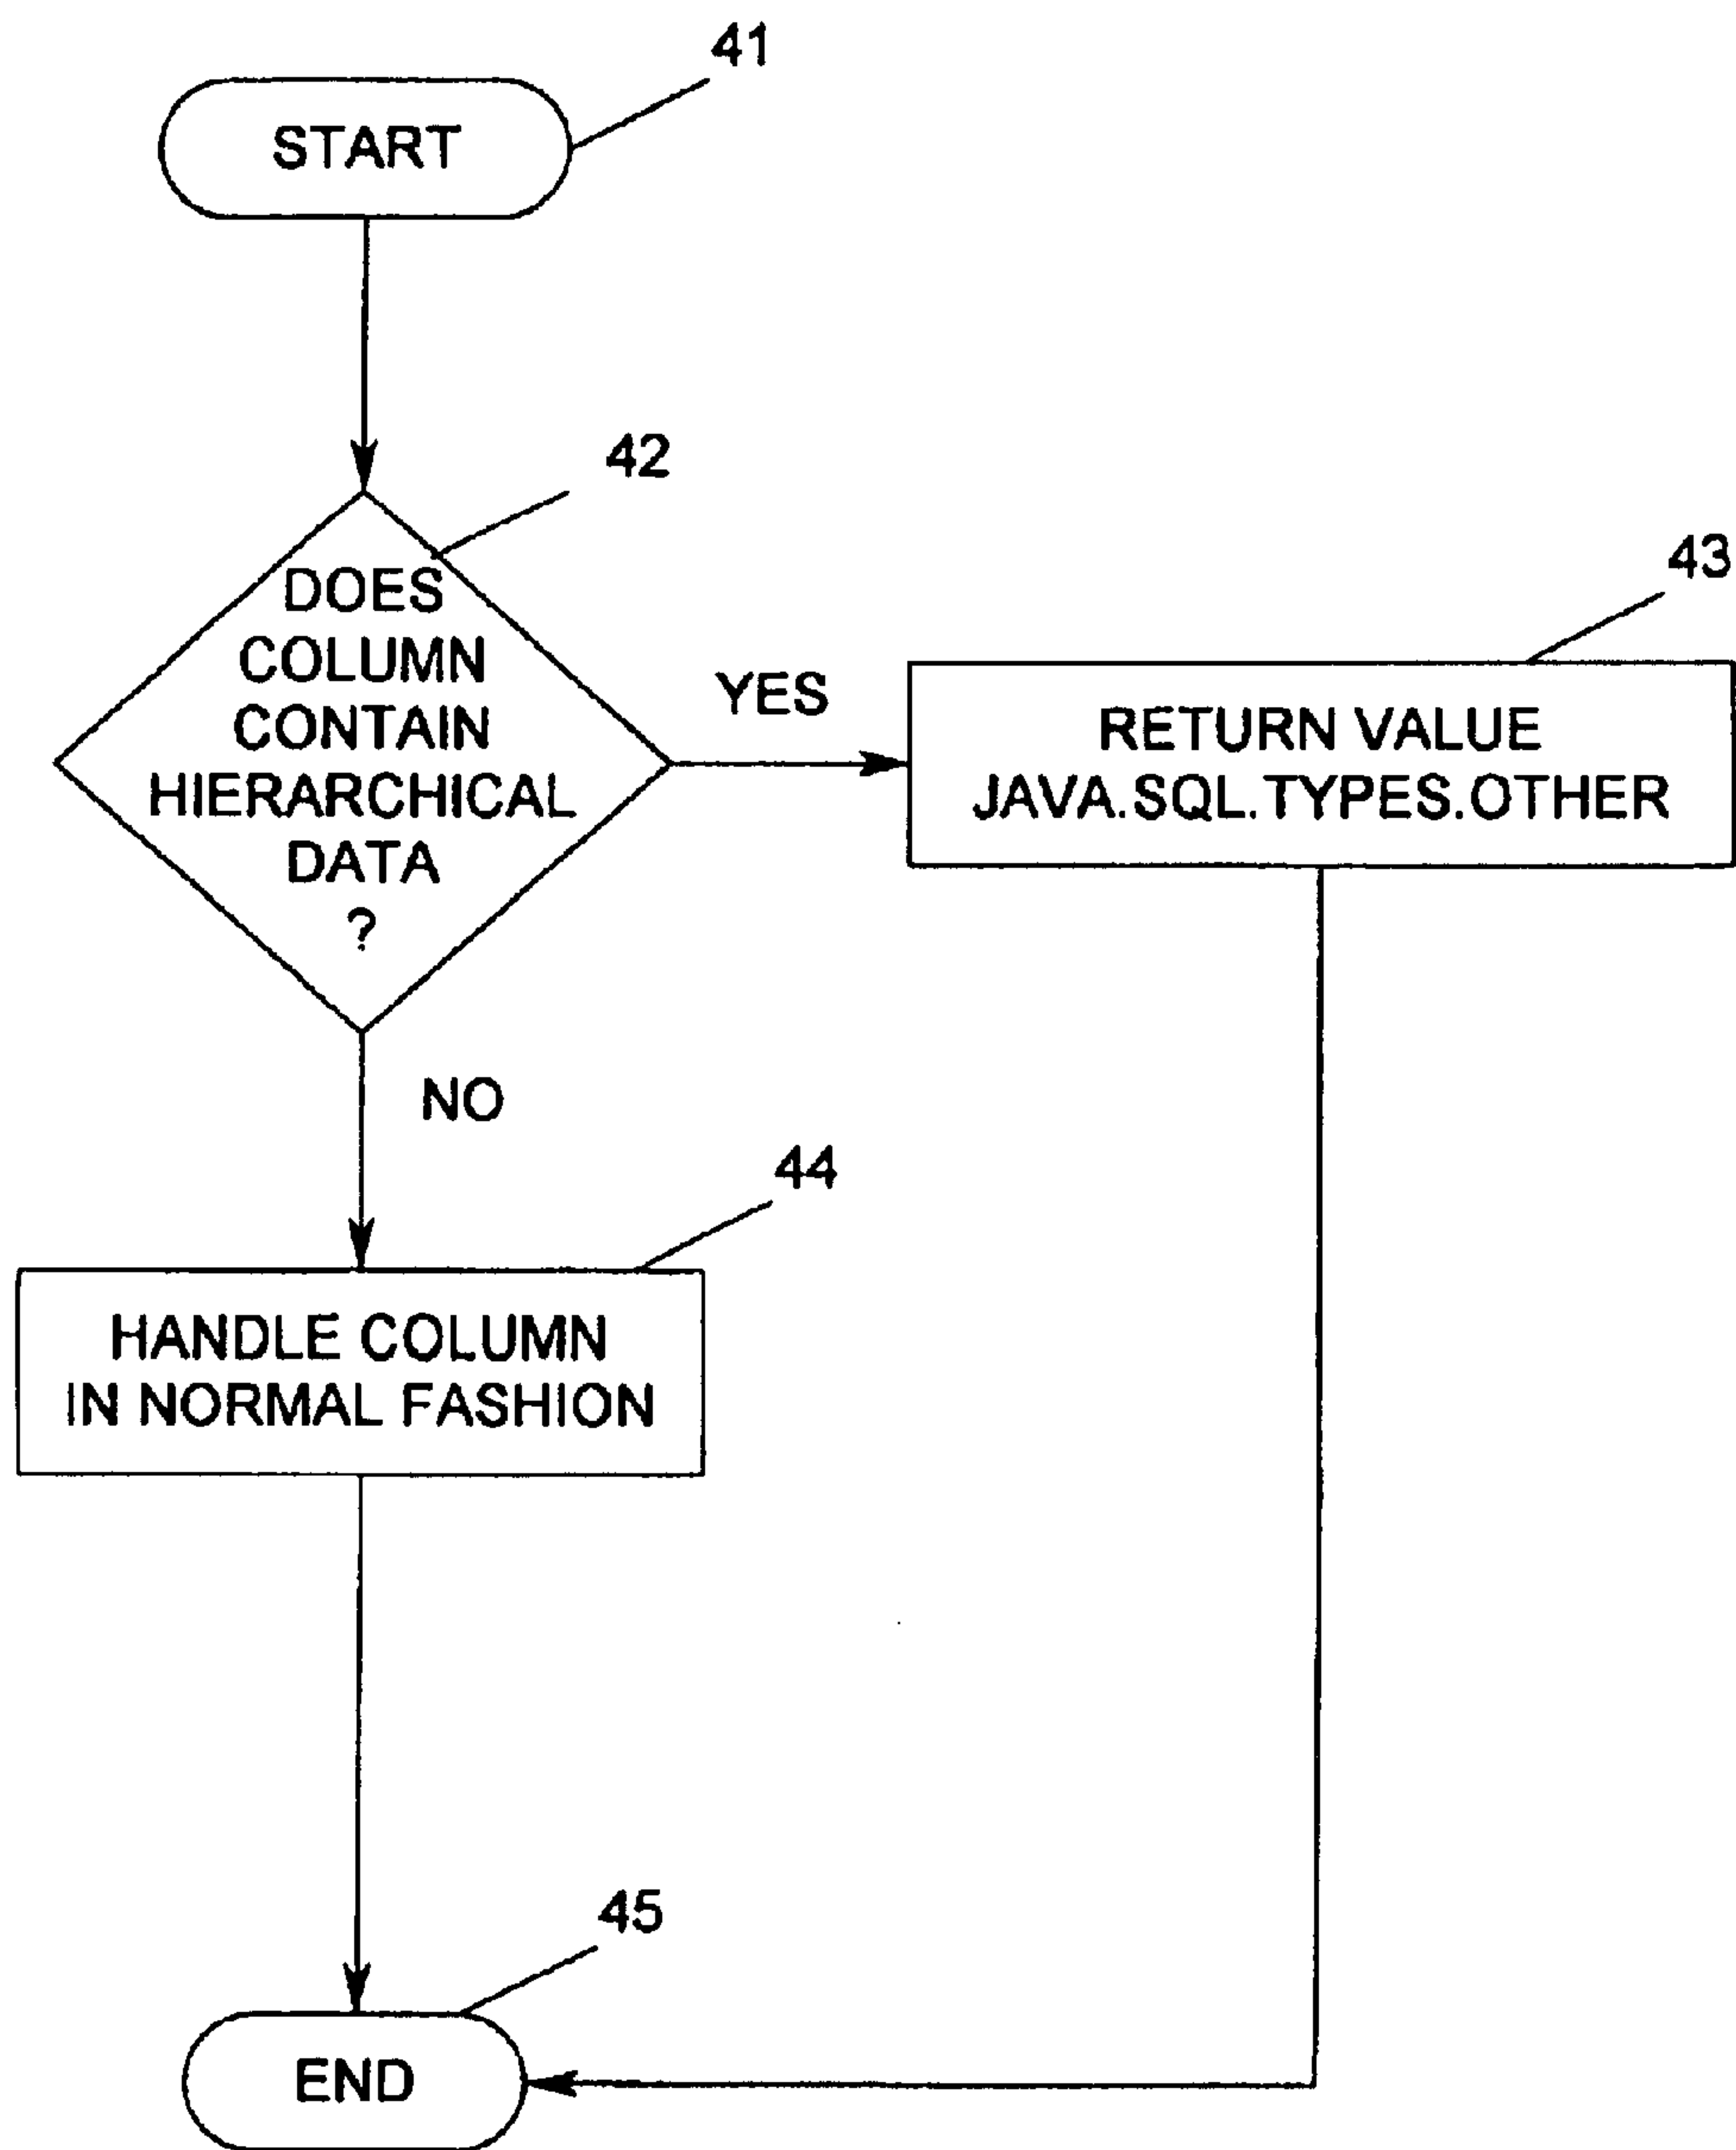 41
START
42
DOES
COLUMN
CONTAIN
HIERARCHICAL
DATA
?
YES
43
RETURN VALUE
JAVA.SQL.TYPES.OTHER
NO
44
HANDLE COLUMN
IN NORMAL FASHION
45
END